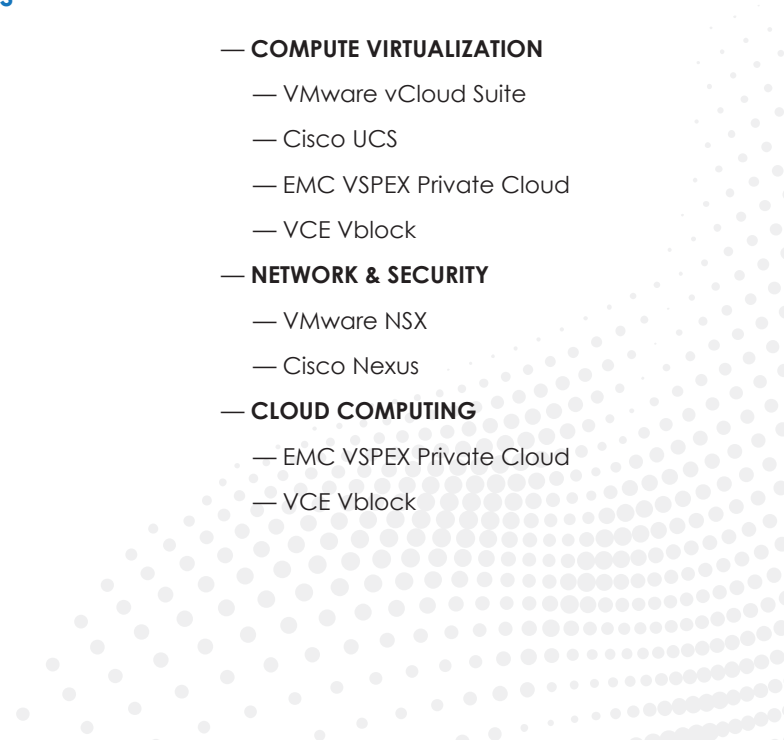 — COMPUTE VIRTUALIZATION
— VMware vCloud Suite
— Cisco UCS
— EMC VSPEX Private Cloud
— VCE Vblock
— NETWORK & SECURITY
— VMware NSX
— Cisco Nexus
— CLOUD COMPUTING
— EMC VSPEX Private Cloud
— VCE Vblock